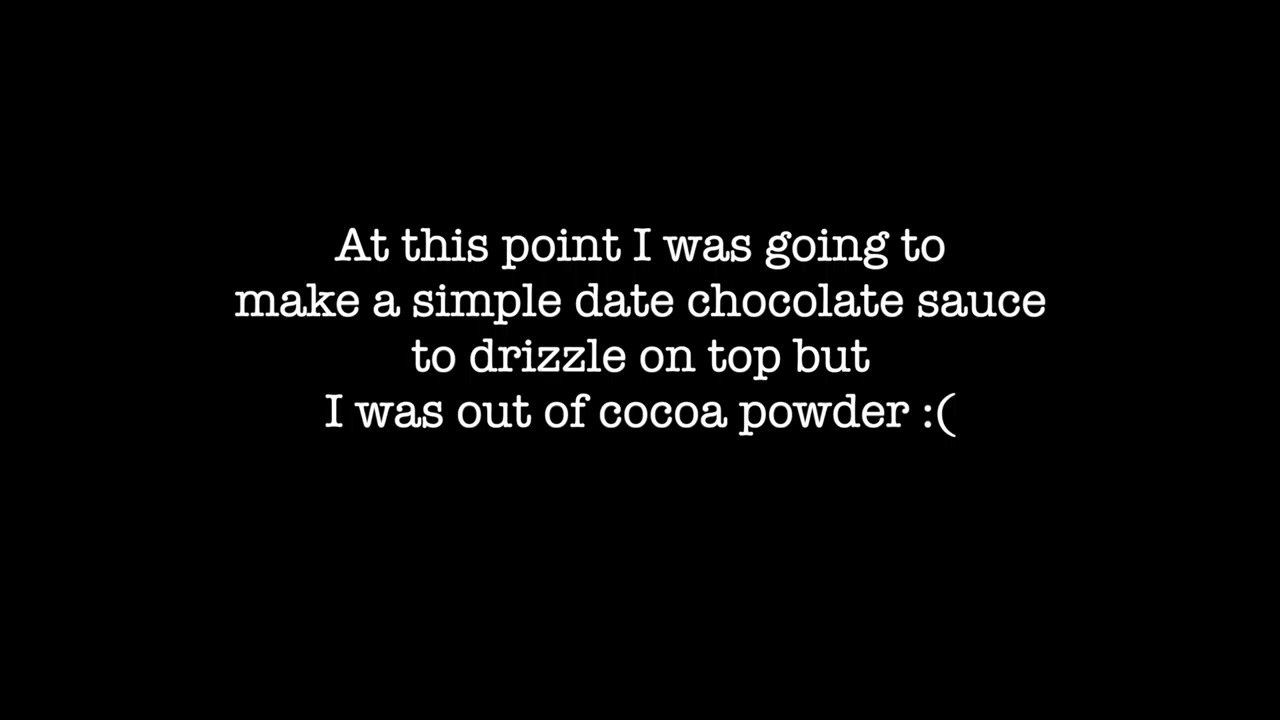 At this point I was going to
make a simple date chocolate sauce
to drizzle on top but
I was out of cocoa powder :(